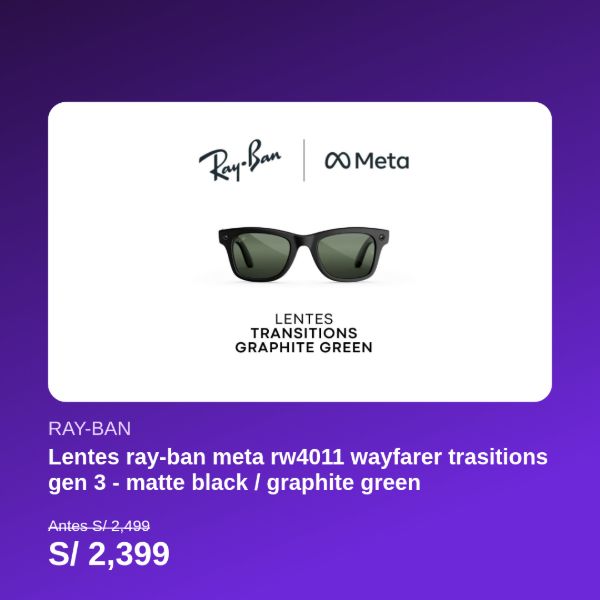 Ray-Ban | Meta
LENTES
TRANSITIONS
GRAPHITE GREEN
RAY-BAN
Lentes ray-ban meta rw4011 wayfarer trasitions
gen 3 - matte black / graphite green
Antes S/ 2,499
S/ 2,399